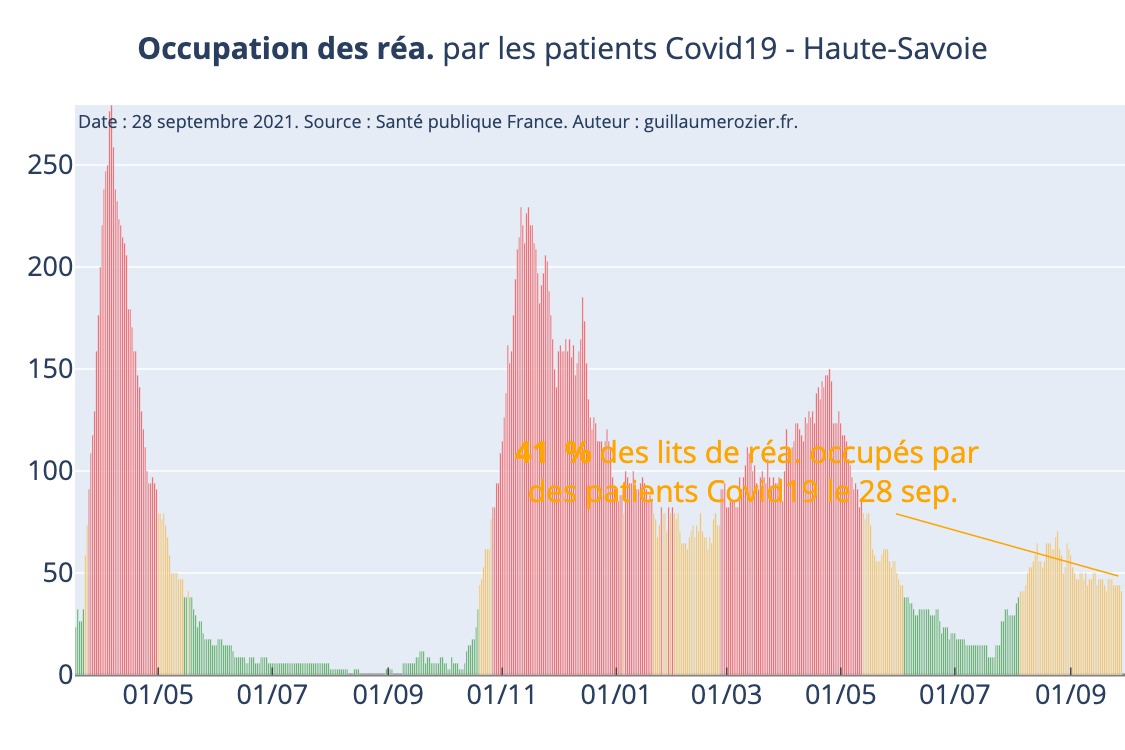 Occupation des réa. par les patients Covid19 - Haute-Savoie
Date : 28 septembre 2021. Source : Santé publique France. Auteur : guillaumerozier.fr.
250
200
150
100
50
0
41 % des lits de réa. occupés par
des patients Covid19 le 28 sep.
01/05 01/07 01/09 01/11 01/01 01/03 01/05 01/07 01/09